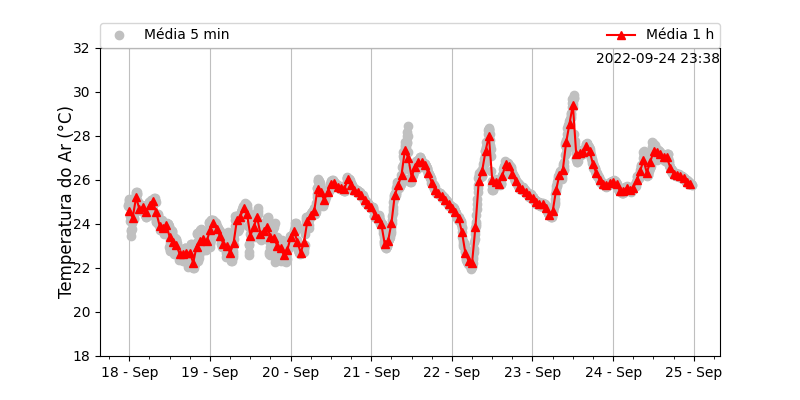 Média 5 min
Média 1 h
2022-09-24 23:38
Temperatura do Ar (°C)
32
30
28
26
24
22
20
18
18 - Sep
19 - Sep
20 - Sep
21 - Sep
22 - Sep
23 - Sep
24 - Sep
25 - Sep